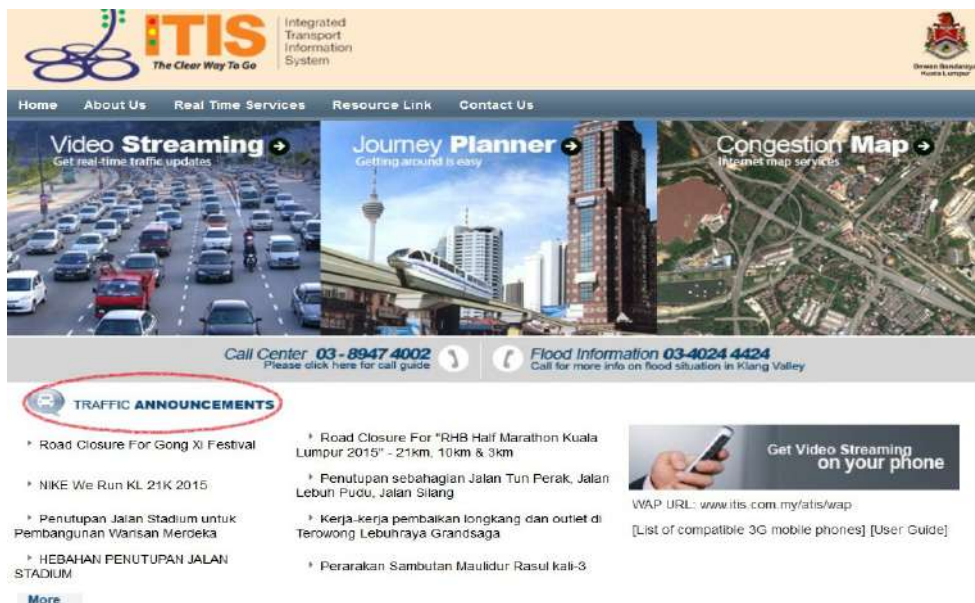 iTIS
Integrated
Transport
Information
System
The Clear Way To Go
Dewan Bandaraya
Kuala Lumpur
Home About Us Real Time Services Resource Link Contact Us
Video Streaming
Get real-time traffic updates
Journey Planner
Getting around is easy
Congestion Map
Internet map services
Call Center 03-8947 4002
Please click here for call guide
Flood Information 03-4024 4424
Call for more info on flood situation in Klang Valley
TRAFFIC ANNOUNCEMENTS
Road Closure For Gong Xi Festival
NIKE We Run KL 21K 2015
Penutupan Jalan Stadium untuk
Pembangunan Warisan Merdeka
HEBAHAN PENUTUPAN JALAN
STADIUM
More
Road Closure For "RHB Half Marathon Kuala
Lumpur 2015" - 21km, 10km & 3km
Penutupan sebahagian Jalan Tun Perak, Jalan
Lebuh Pudu, Jalan Silang
Kerja-kerja pembaikan longkang dan outlet di
Terowong Lebuhraya Grandsaga
Perarakan Sambutan Maulidur Rasul kali-3
Get Video Streaming
on your phone
WAP URL: www.itis.com.my/atis/wap
[List of compatible 3G mobile phones] [User Guide]